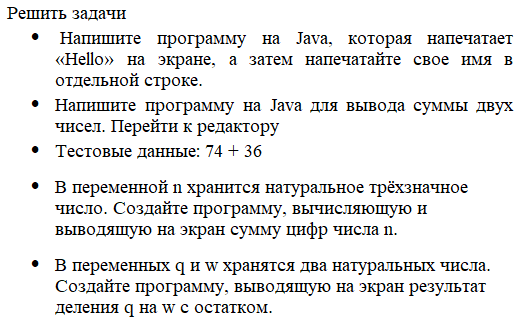 Решить задачи
• Напишите программу на Java, которая напечатает
«Hello» на экране, а затем напечатайте свое имя в
отдельной строке.
• Напишите программу на Java для вывода суммы двух
чисел. Перейти к редактору
• Тестовые данные: 74 + 36
• В переменной n хранится натуральное трёхзначное
число. Создайте программу, вычисляющую и
выводящую на экран сумму цифр числа n.
• В переменных q и w хранятся два натуральных числа.
Создайте программу, выводящую на экран результат
деления q на w с остатком.